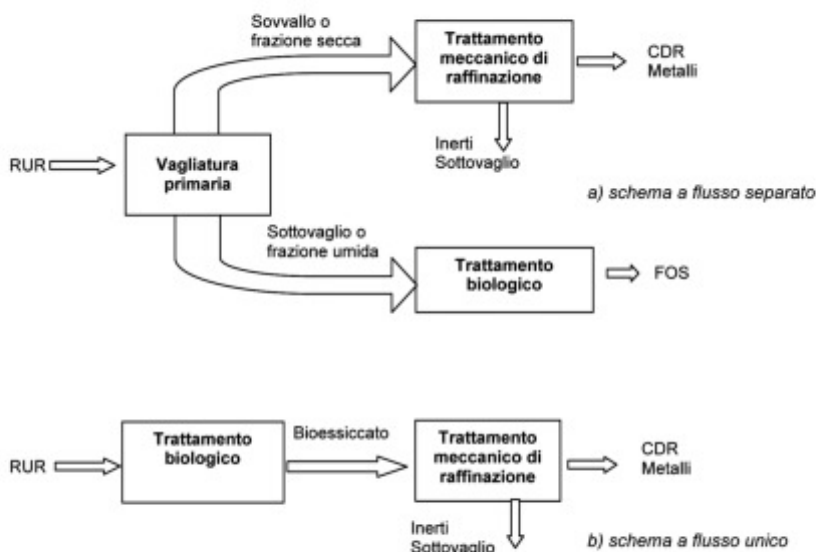 Sovvallo o
frazione secca
Trattamento
meccanico di
raffinazione
CDR
Metalli
Inerti
Sottovaglio
RUR
Vagliatura
primaria
a) schema a flusso separato
Sottovaglio o
frazione umida
Trattamento
biologico
FOS
RUR
Trattamento
biologico
Bioessiccato
Trattamento
meccanico di
raffinazione
CDR
Metalli
Inerti
Sottovaglio
b) schema a flusso unico